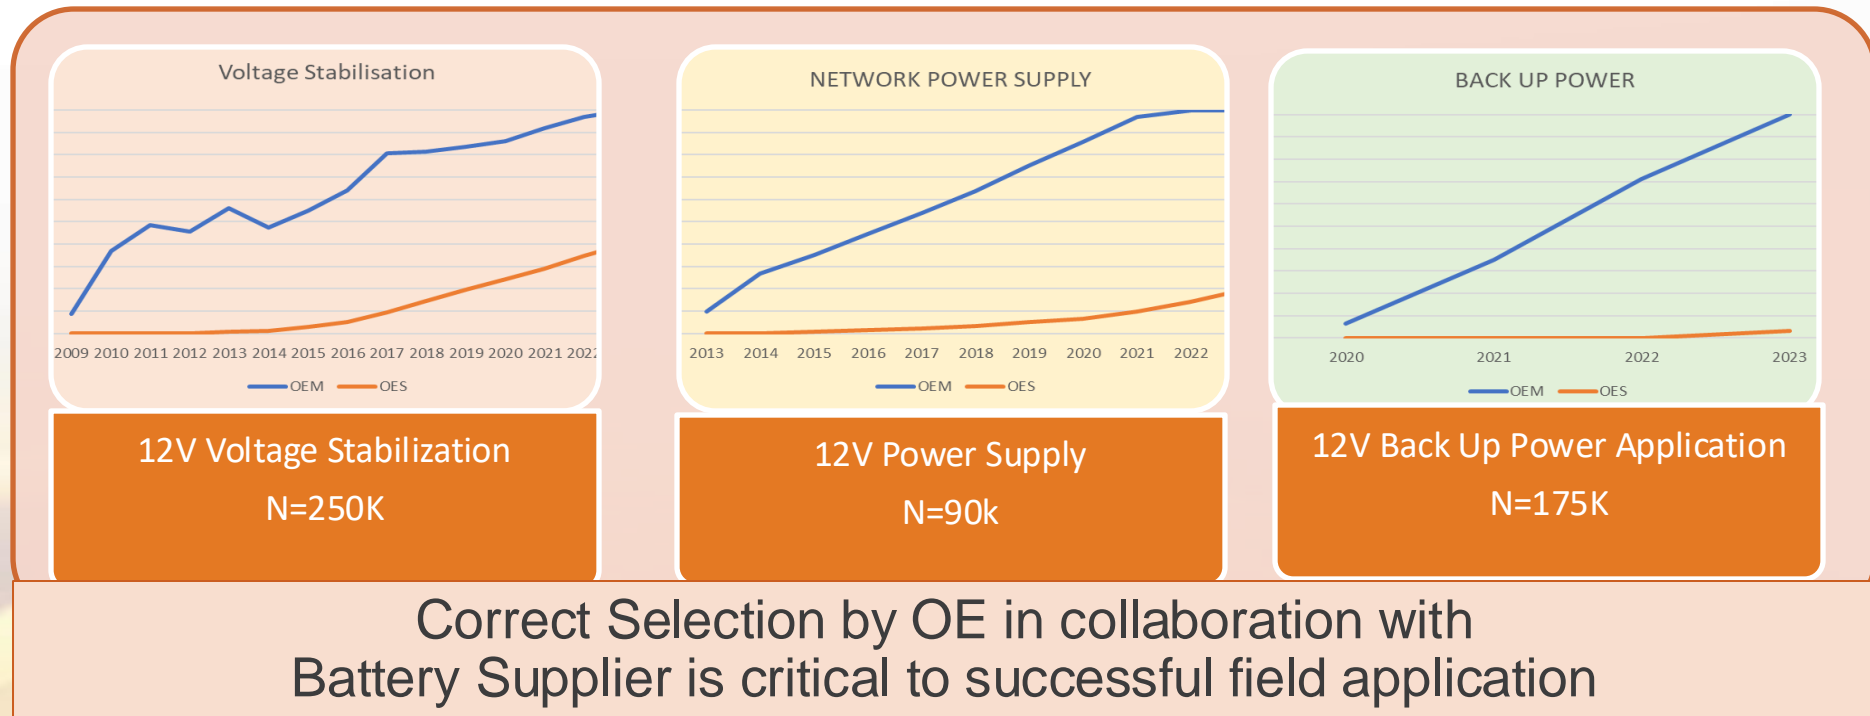 Voltage Stabilisation
2009 2010 2011 2012 2013 2014 2015 2016 2017 2018 2019 2020 2021 2022
OEM OES
12V Voltage Stabilization
N=250K
NETWORK POWER SUPPLY
2013 2014 2015 2016 2017 2018 2019 2020 2021 2022
OEM OES
12V Power Supply
N=90k
BACK UP POWER
2020 2021 2022 2023
OEM OES
12V Back Up Power Application
N=175K
Correct Selection by OE in collaboration with
Battery Supplier is critical to successful field application